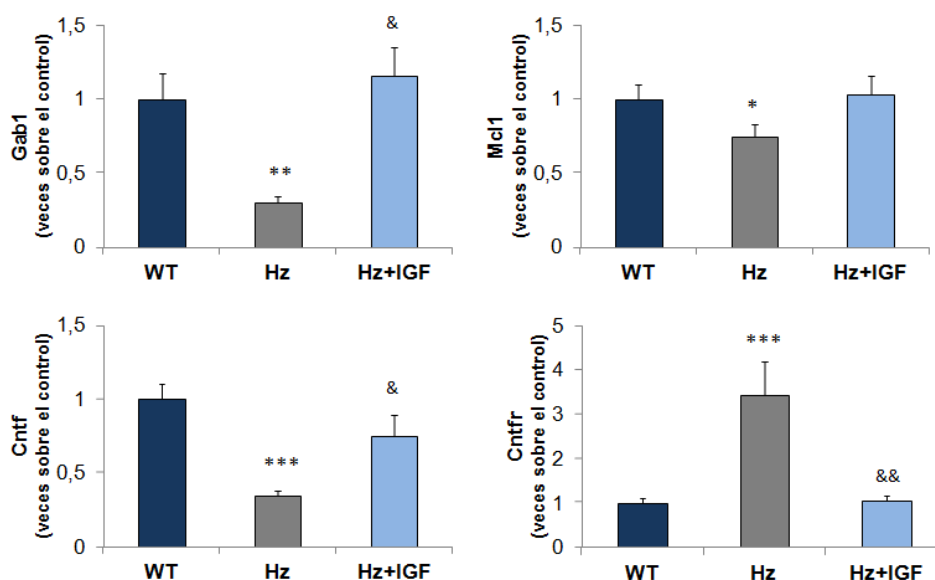 Gab1
(veces sobre el control)
1,5
1
0,5
0
**
&
WT
Hz
Hz+IGF
Mcl1
(veces sobre el control)
1,5
1
0,5
0
*
WT
Hz
Hz+IGF
Cntf
(veces sobre el control)
1,5
1
0,5
0
***
&
WT
Hz
Hz+IGF
Cntfr
(veces sobre el control)
5
4
3
2
1
0
***
&&
WT
Hz
Hz+IGF